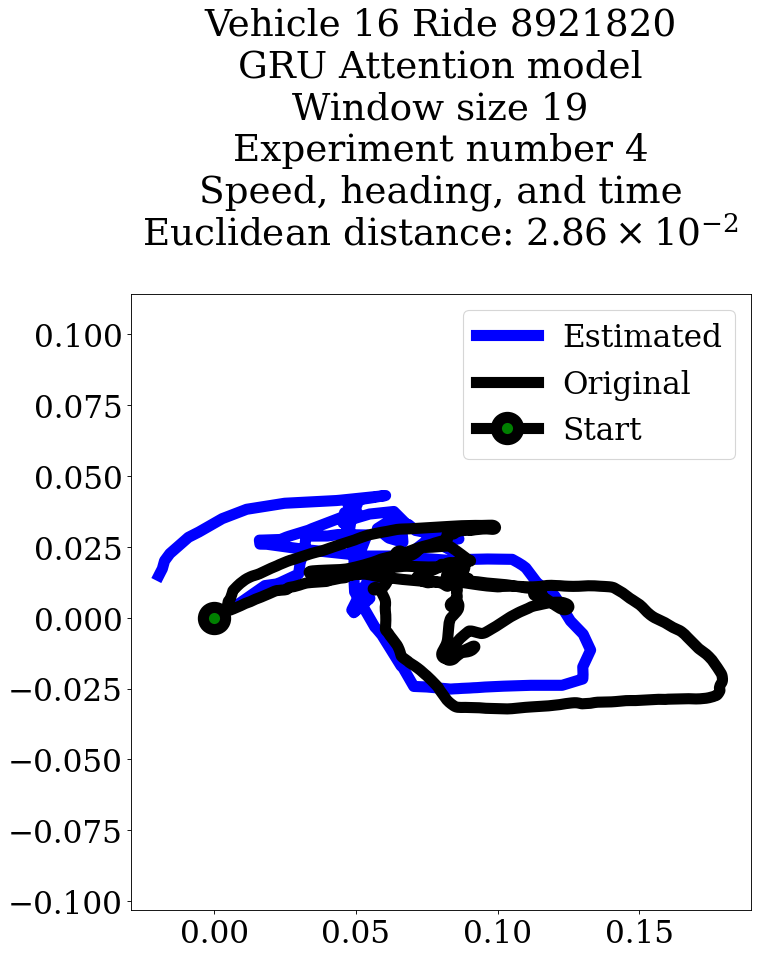 Vehicle 16 Ride 8921820
GRU Attention model
Window size 19
Experiment number 4
Speed, heading, and time
Euclidean distance: 2.86 × 10⁻²
Estimated
Original
Start
0.100
0.075
0.050
0.025
0.000
−0.025
−0.050
−0.075
−0.100
0.00 0.05 0.10 0.15